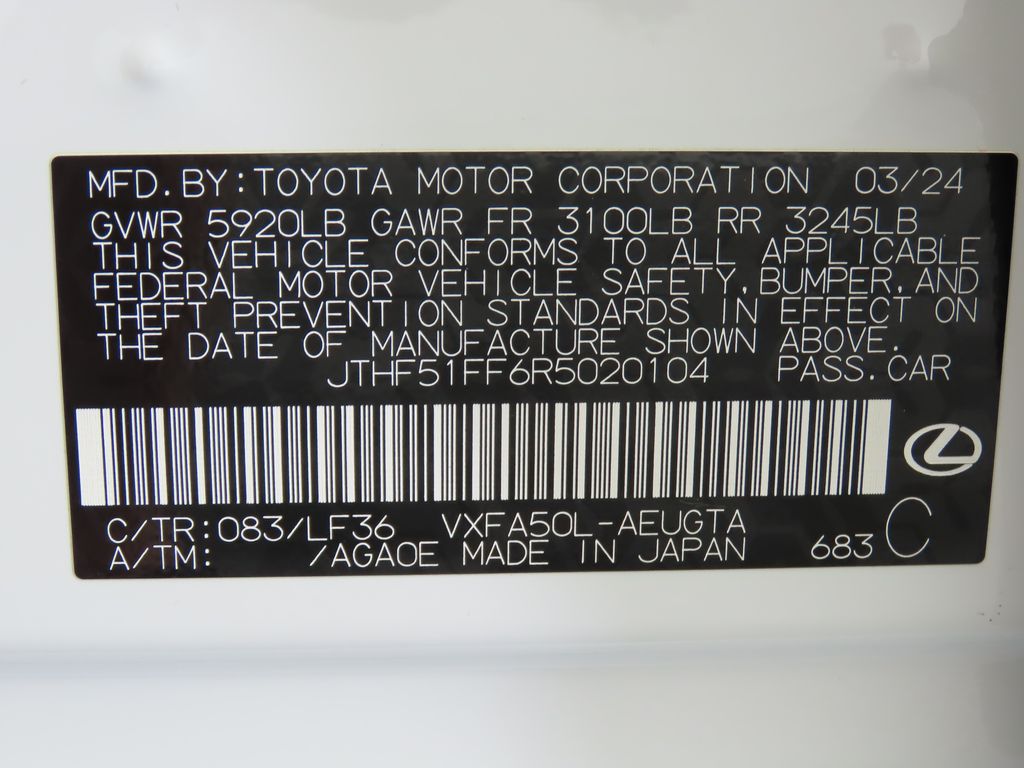 MFD.BY:TOYOTA MOTOR CORPORATION 03/24
GVWR 5920LB GAWR FR 3100LB RR 3245LB
THIS VEHICLE CONFORMS TO ALL APPLICABLE
FEDERAL MOTOR VEHICLE SAFETY, BUMPER, AND
THEFT PREVENTION STANDARDS IN EFFECT ON
THE DATE OF MANUFACTURE SHOWN ABOVE.
JTHF51FF6R5020104 PASS.CAR
C/TR:083/LF36 VXFA50L-AEUGTA
A/TM: /AGA0E MADE IN JAPAN 683 C